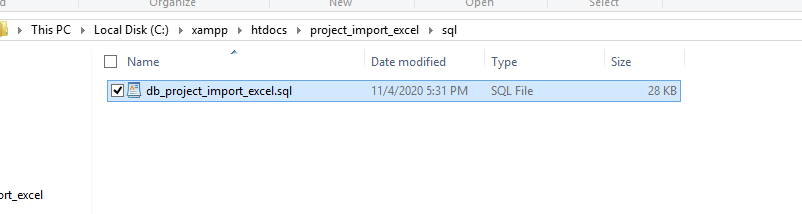 Organize New Open Select
This PC Local Disk (C:) xampp htdocs project_import_excel sql
Name Date modified Type Size
db_project_import_excel.sql 11/4/2020 5:31 PM SQL File 28 KB
ort_excel